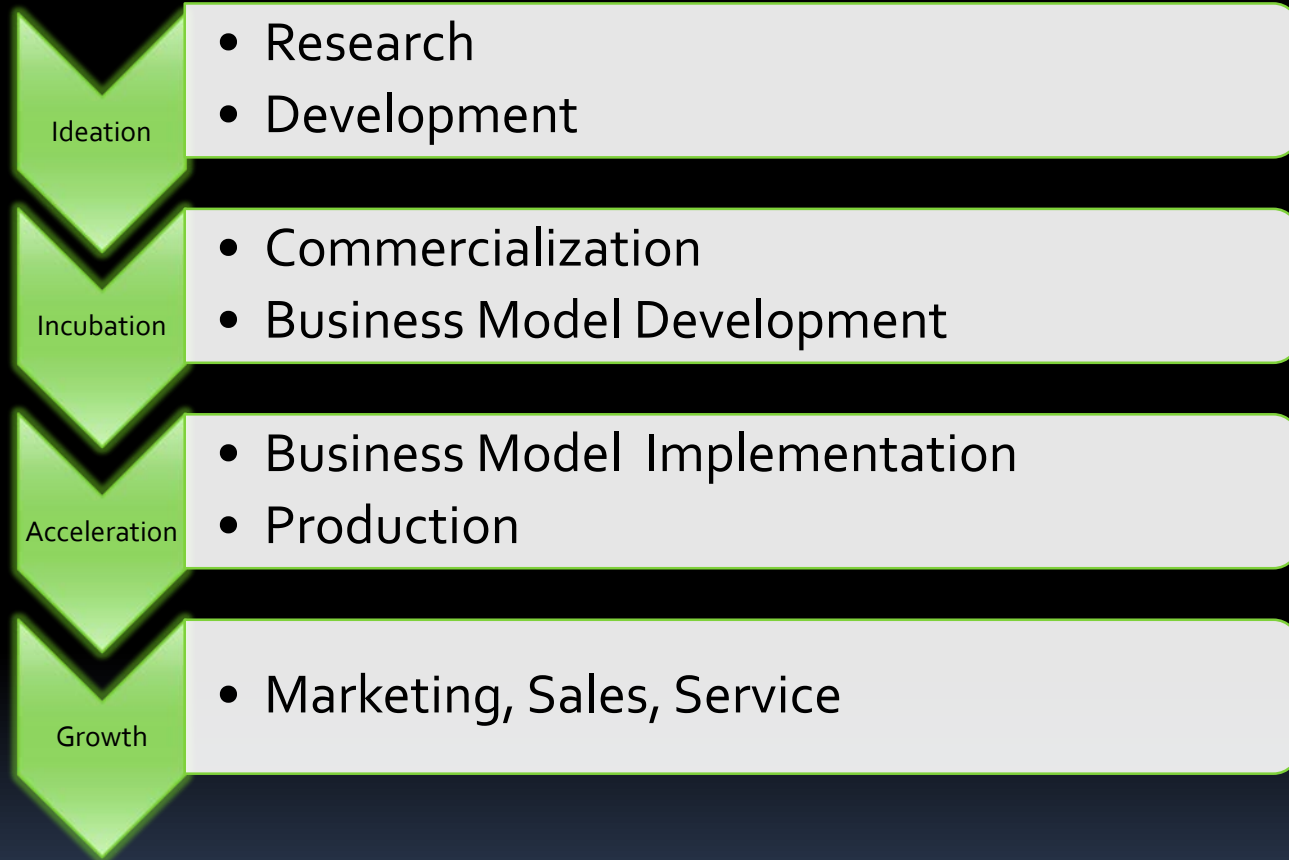 Ideation
• Research
• Development
Incubation
• Commercialization
• Business Model Development
Acceleration
• Business Model  Implementation
• Production
Growth
• Marketing, Sales, Service